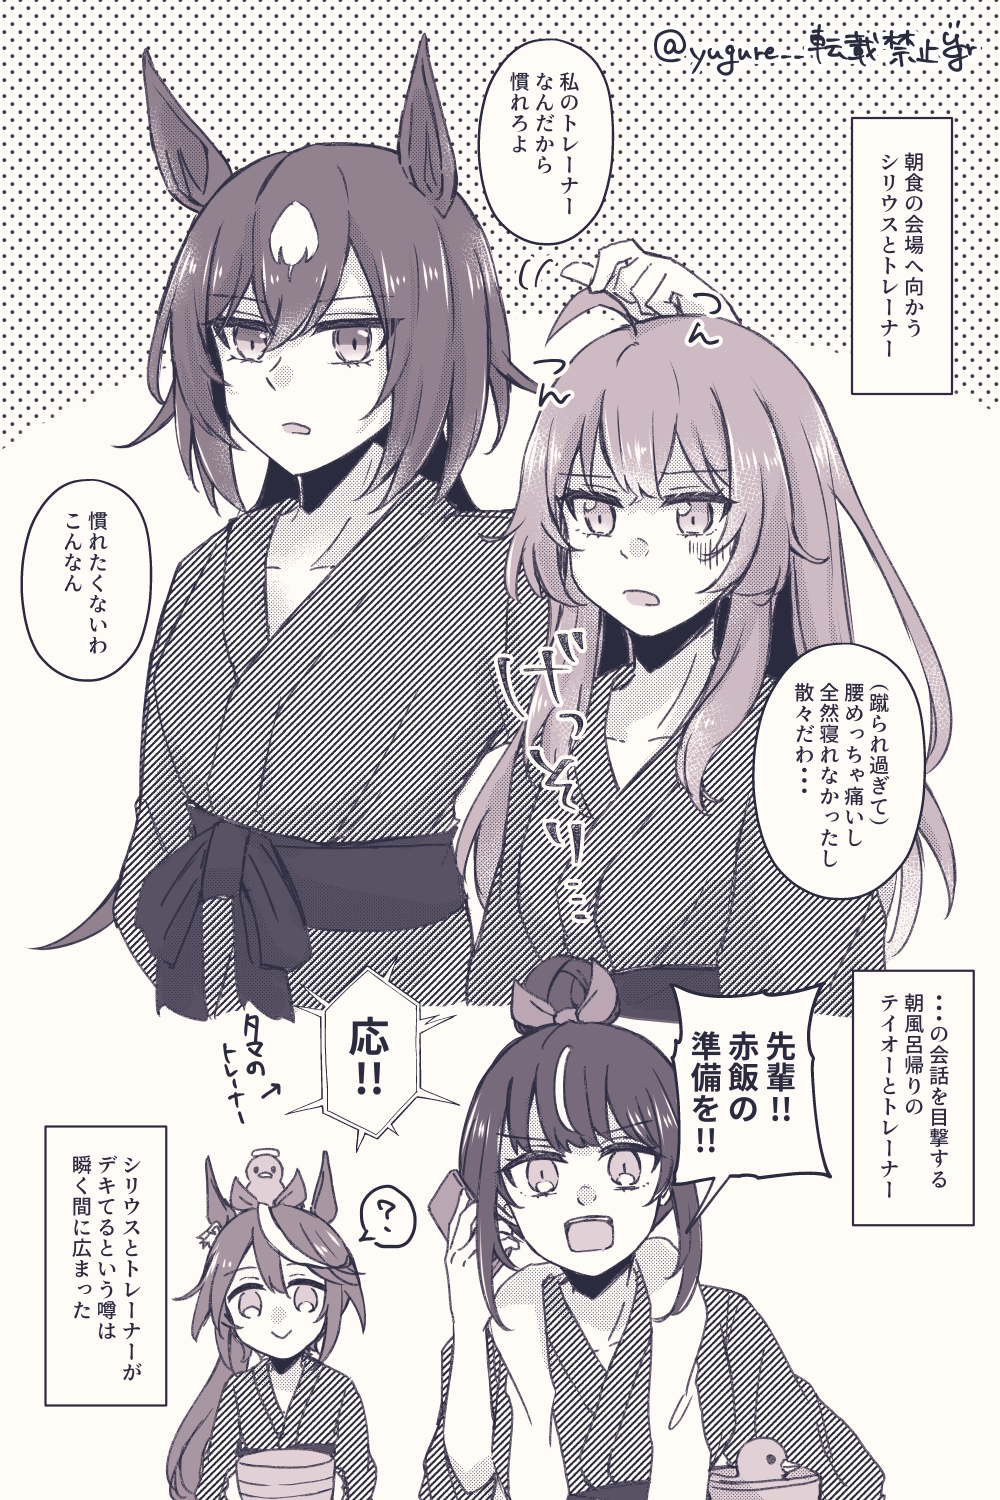 @yugure__転載禁止
朝食の会場へ向かう
シリウスとトレーナー
私のトレーナー
なんだから
慣れろよ
つん
つん
慣れたくないわ
こんなん
(蹴られ過ぎて)
腰めっちゃ痛いし
全然寝れなかったし
散々だわ・・・
げっそり…
・・・の会話を目撃する
朝風呂帰りの
テイオーとトレーナー
先輩!!
赤飯の
準備を!!
応!!
タマの
トレーナー
?
シリウスとトレーナーが
デキてるという噂は
瞬く間に広まった